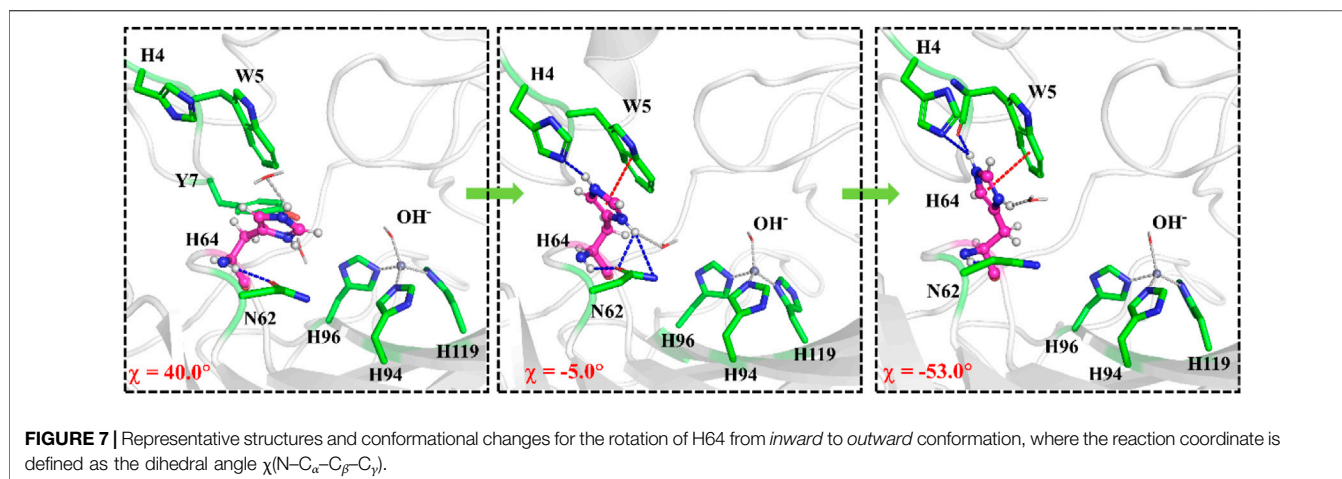 H4
W5
Y7
H64
N62
OH⁻
H96
H94
H119
χ = 40.0°
H4
W5
H64
N62
OH⁻
H96
H94
H119
χ = -5.0°
W5
H4
H64
N62
OH⁻
H96
H94
H119
χ = -53.0°
FIGURE 7 | Representative structures and conformational changes for the rotation of H64 from inward to outward conformation, where the reaction coordinate is
defined as the dihedral angle χ(N–Cα–Cβ–Cγ).